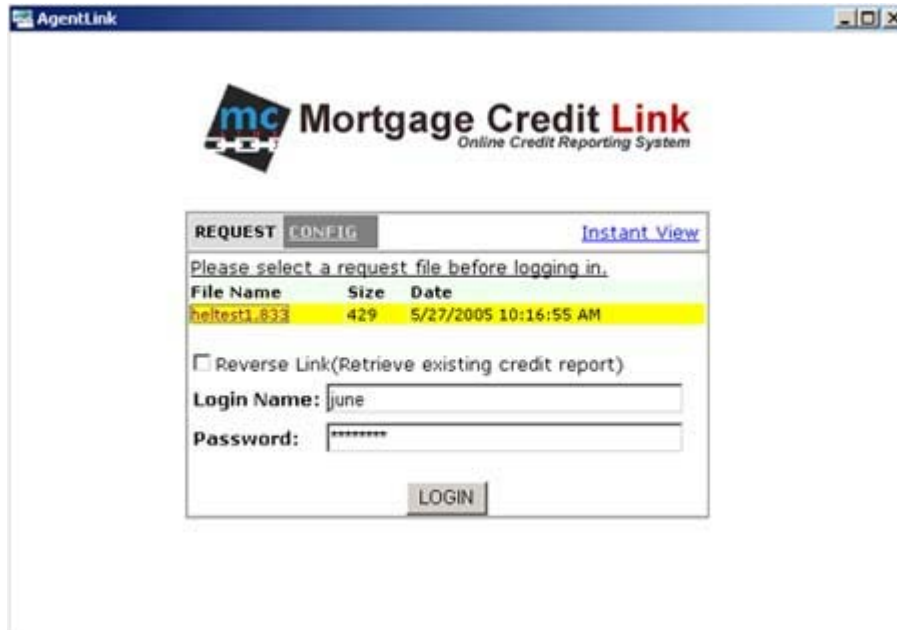 AgentLink
mc Mortgage Credit Link
Online Credit Reporting System
REQUEST CONFIG Instant View
Please select a request file before logging in.
File Name Size Date
heltest1.833 429 5/27/2005 10:16:55 AM
Reverse Link(Retrieve existing credit report)
Login Name: june
Password: ********
LOGIN